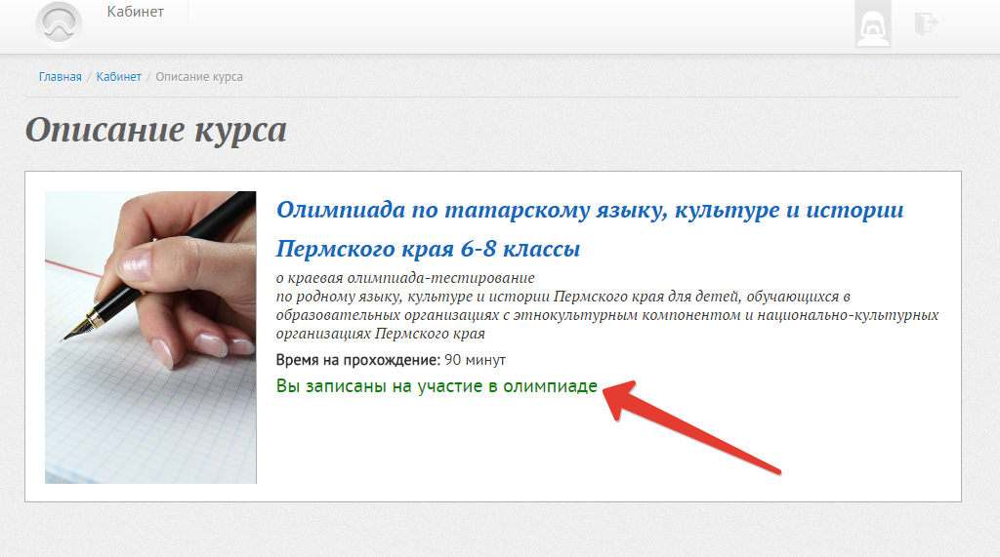 Кабинет
Главная / Кабинет / Описание курса
Описание курса
Олимпиада по татарскому языку, культуре и истории
Пермского края 6-8 классы
о краевая олимпиада-тестирование
по родному языку, культуре и истории Пермского края для детей, обучающихся в
образовательных организациях с этнокультурным компонентом и национально-культурных
организациях Пермского края
Время на прохождение: 90 минут
Вы записаны на участие в олимпиаде